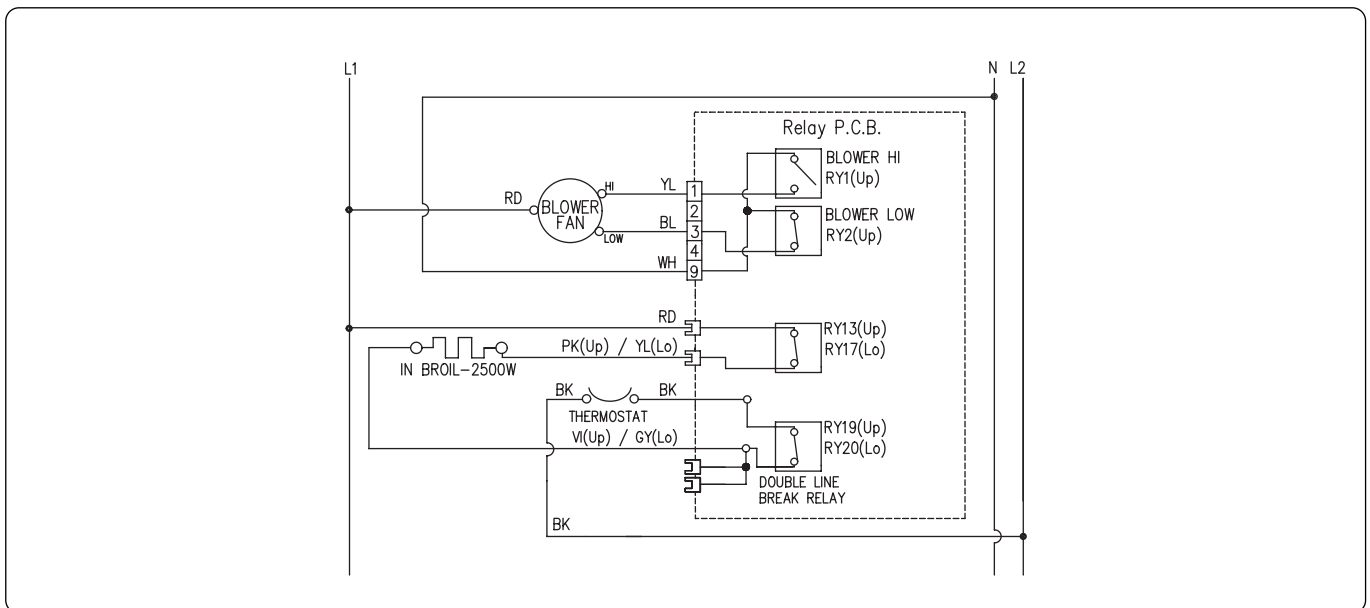 L1
N L2
Relay P.C.B.
BLOWER HI
RY1(Up)
HI
YL
1
RD
BLOWER
FAN
2
BLOWER LOW
RY2(Up)
BL
3
LOW
4
WH
9
RD
RY13(Up)
PK(Up) / YL(Lo)
RY17(Lo)
IN BROIL-2500W
BK
BK
THERMOSTAT
RY19(Up)
VI(Up) / GY(Lo)
RY20(Lo)
DOUBLE LINE
BREAK RELAY
BK